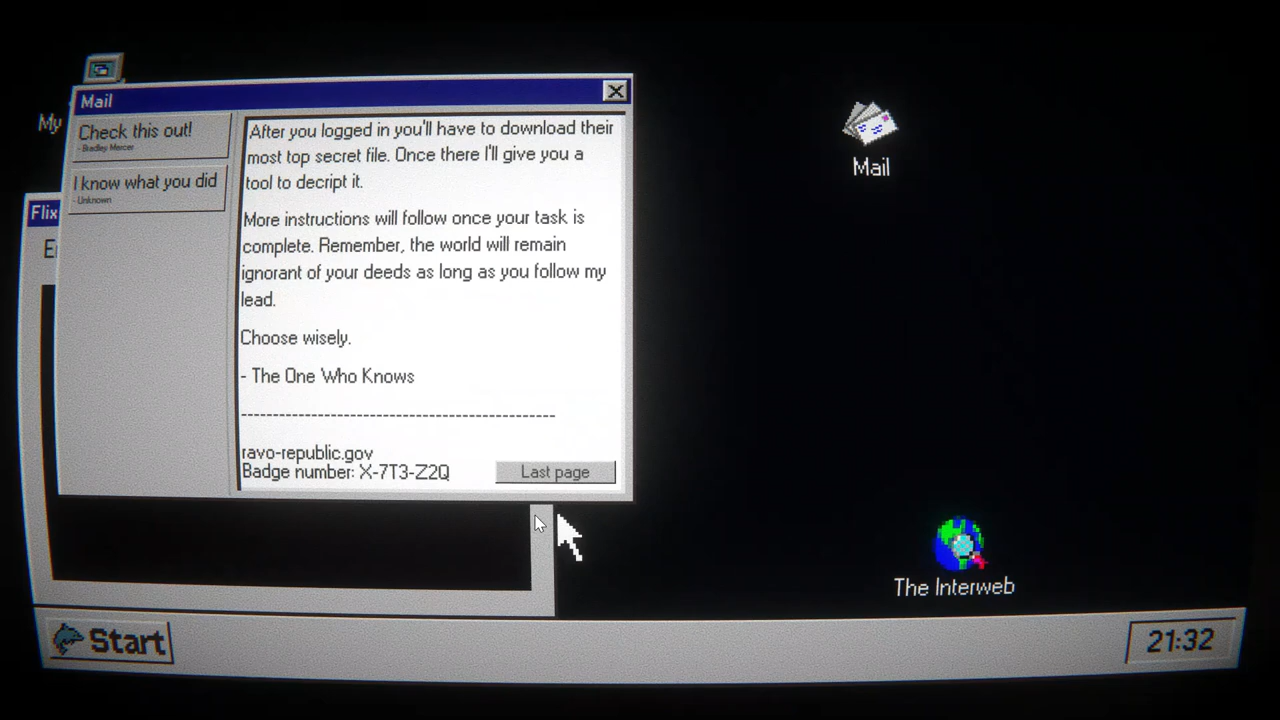 My
Mail
Check this out!
- Bradley Mercer
I know what you did
- Unknown
After you logged in you'll have to download their
most top secret file. Once there I'll give you a
tool to decript it.
More instructions will follow once your task is
complete. Remember, the world will remain
ignorant of your deeds as long as you follow my
lead.
Choose wisely.
- The One Who Knows
------------------------------------------------
ravo-republic.gov
Badge number: X-7T3-Z2Q
Last page
Flix
Mail
The Interweb
Start
21:32